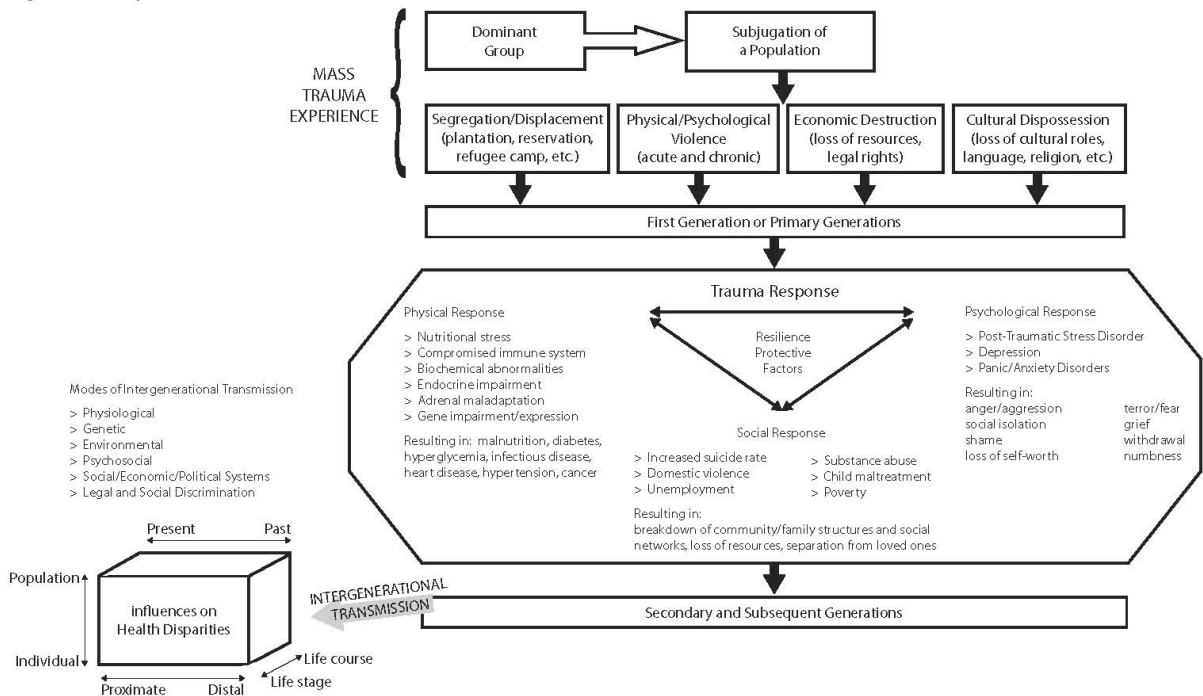 Dominant
Group
Subjugation of
a Population
MASS
TRAUMA
EXPERIENCE
Segregation/Displacement
(plantation, reservation,
refugee camp, etc.)
Physical/Psychological
Violence
(acute and chronic)
Economic Destruction
(loss of resources,
legal rights)
Cultural Dispossession
(loss of cultural roles,
language, religion, etc.)
First Generation or Primary Generations
Trauma Response
Physical Response
> Nutritional stress
> Compromised immune system
> Biochemical abnormalities
> Endocrine impairment
> Adrenal maladaptation
> Gene impairment/expression
Resulting in: malnutrition, diabetes,
hyperglycemia, infectious disease,
heart disease, hypertension, cancer
Resilience
Protective
Factors
Psychological Response
> Post-Traumatic Stress Disorder
> Depression
> Panic/Anxiety Disorders
Resulting in:
anger/aggression
social isolation
shame
loss of self-worth
terror/fear
grief
withdrawal
numbness
Social Response
> Increased suicide rate
> Domestic violence
> Unemployment
> Substance abuse
> Child maltreatment
> Poverty
Resulting in:
breakdown of community/family structures and social
networks, loss of resources, separation from loved ones
Secondary and Subsequent Generations
INTERGENERATIONAL
TRANSMISSION
Modes of Intergenerational Transmission
> Physiological
> Genetic
> Environmental
> Psychosocial
> Social/Economic/Political Systems
> Legal and Social Discrimination
Present
Past
Population
Individual
influences on
Health Disparities
Life course
Life stage
Proximate
Distal